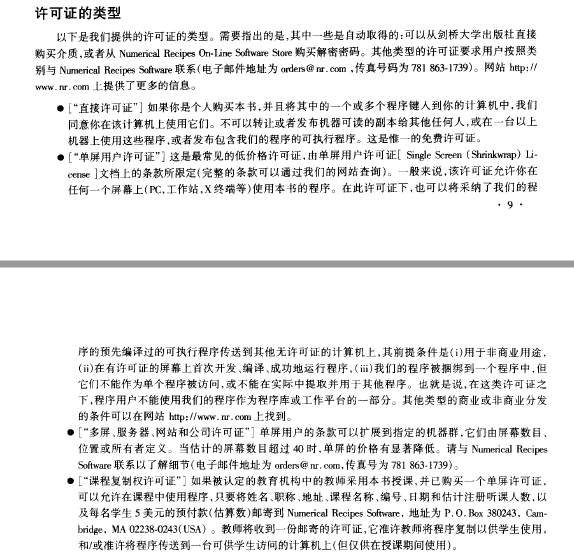 许可证的类型
以下是我们提供的许可证的类型。需要指出的是,其中一些是自动取得的:可以从剑桥大学出版社直接
购买介质,或者从 Numerical Recipes On-Line Software Store 购买解密密码。其他类型的许可证要求用户按照类
别与 Numerical Recipes Software 联系(电子邮件地址为 orders@nr.com ,传真号码为 781 863-1739)。网站 http://
www.nr.com 上提供了更多的信息。
● [“直接许可证”] 如果你是个人购买本书,并且将其中的一个或多个程序键人到你的计算机中,我们
同意你在该计算机上使用它们。不可以转让或者发布机器可读的副本给其他任何人,或在一台以上
机器上使用这些程序,或者发布包含我们的程序的可执行程序。这是惟一的免费许可证。
● [“单屏用户许可证”] 这是最常见的低价格许可证,由单屏用户许可证[ Single Screen (Shrinkwrap) Li-
cense ]文档上的条款所限定(完整的条款可以通过我们的网站查询)。一般来说,该许可证允许你在
任何一个屏幕上(PC,工作站,X终端等)使用本书的程序。在此许可证下,也可以将采纳了我们的程
· 9 ·
序的预先编译过的可执行程序传送到其他无许可证的计算机上,其前提条件是(i)用于非商业用途,
(ii)在有许可证的屏幕上首次开发、编译、成功地运行程序,(iii)我们的程序被捆绑到一个程序中,但
它们不能作为单个程序被访问,或不能在实际中提取并用于其他程序。也就是说,在这类许可证之
下,程序用户不能使用我们的程序作为程序库或工作平台的一部分。其他类型的商业或非商业分发
的条件可以在网站 http://www.nr.com 上找到。
● [“多屏、服务器、网站和公司许可证”] 单屏用户的条款可以扩展到指定的机器群,它们由屏幕数目、
位置或所有者定义。当估计的屏幕数目超过 40 时,单屏的价格有显著降低。请与 Numerical Recipes
Software 联系以了解细节(电子邮件地址为 orders@nr.com,传真号为 781 863-1739)。
● [“课程复制权许可证”] 如果被认定的教育机构中的教师采用本书授课,并已购买一个单屏许可证,
可以允许在课程中使用程序,只要将姓名、职称、地址、课程名称、编号、日期和估计注册听课人数,以
及每名学生 5 美元的预付款(估算数)邮寄到 Numerical Recipes Software, 地址为 P.O.Box 380243, Cam-
bridge, MA 02238-0243(USA) 。教师将收到一份邮寄的许可证,它准许教师将程序复制以供学生使用,
和/或准许将程序传送到一台可供学生访问的计算机上(但仅供在授课期间使用)。